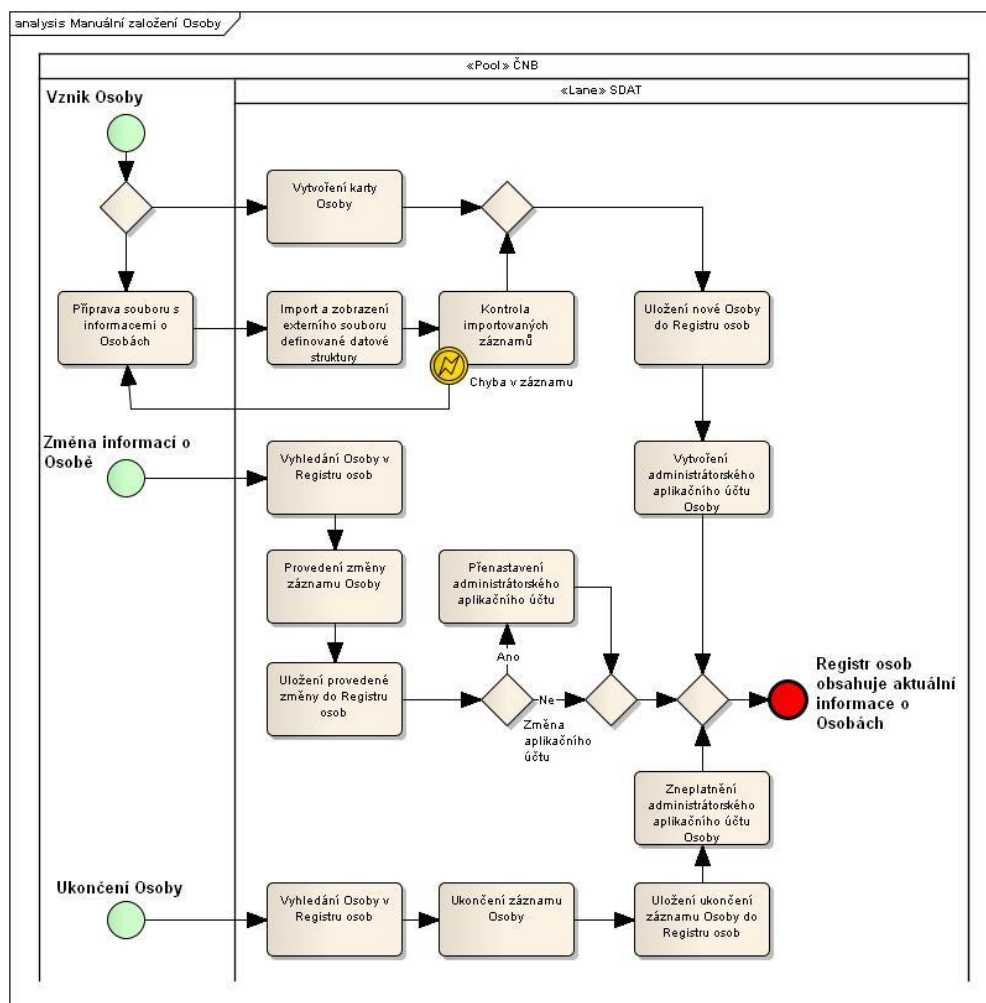 analysis Manuální založení Osoby
«Pool» ČNB
«Lane» SDAT
Vznik Osoby
Vytvoření karty
Osoby
Příprava souboru s
informacemi o
Osobách
Import a zobrazení
externího souboru
definované datové
struktury
Kontrola
importovaných
záznamů
Uložení nové Osoby
do Registru osob
Chyba v záznamu
Změna informací o
Osobě
Vyhledání Osoby v
Registru osob
Vytvoření
administrátorského
aplikačního účtu
Osoby
Provedení změny
záznamu Osoby
Přenastavení
administrátorského
aplikačního účtu
Uložení provedené
změny do Registru
osob
Ano
Ne
Změna
aplikačního
účtu
Registr osob
obsahuje aktuální
informace o
Osobách
Zneplatnění
administrátorského
aplikačního účtu
Osoby
Ukončení Osoby
Vyhledání Osoby v
Registru osob
Ukončení záznamu
Osoby
Uložení ukončení
záznamu Osoby do
Registru osob